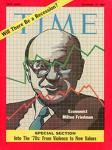 Will There Be a Recession?
TIME
Economist
Milton Friedman
SPECIAL SECTION
Into The '70s: From Violence to New Values